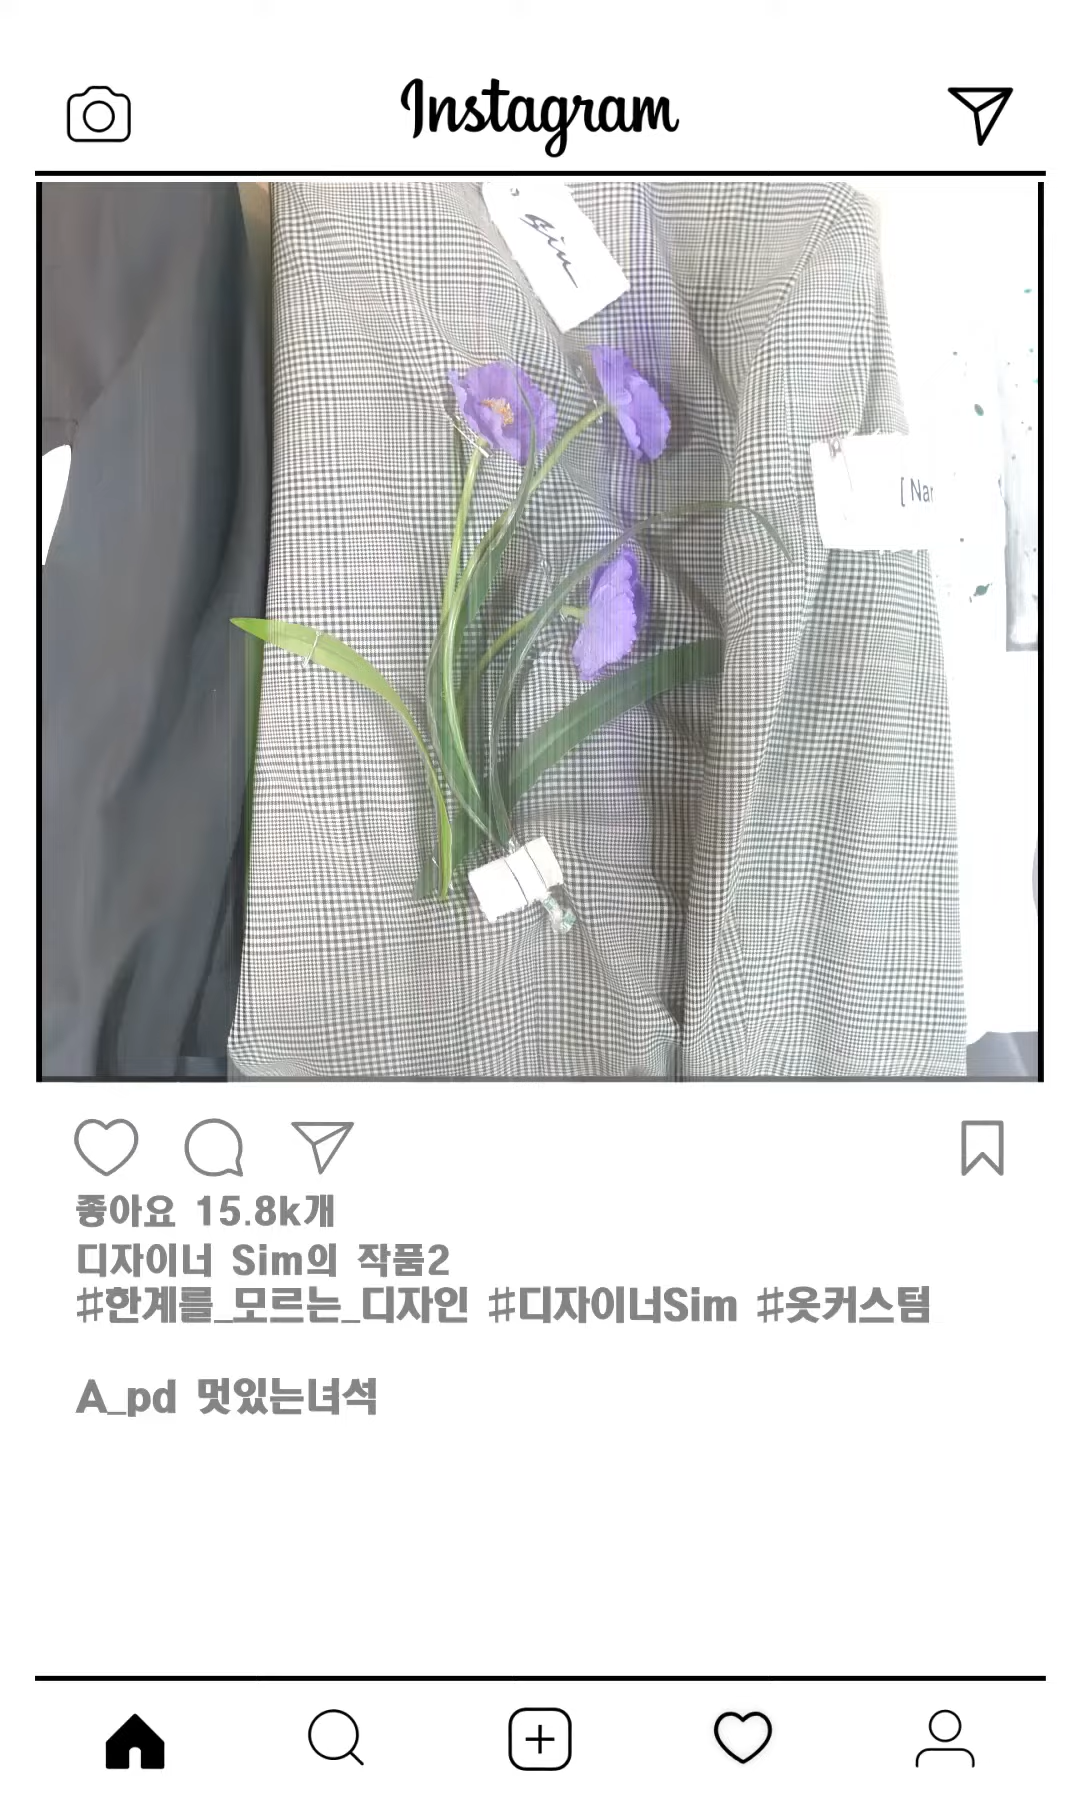 Instagram
Sim
[ Nar
좋아요 15.8k개
디자이너 Sim의 작품2
#한계를_모르는_디자인 #디자이너Sim #옷커스텀
A_pd 멋있는녀석